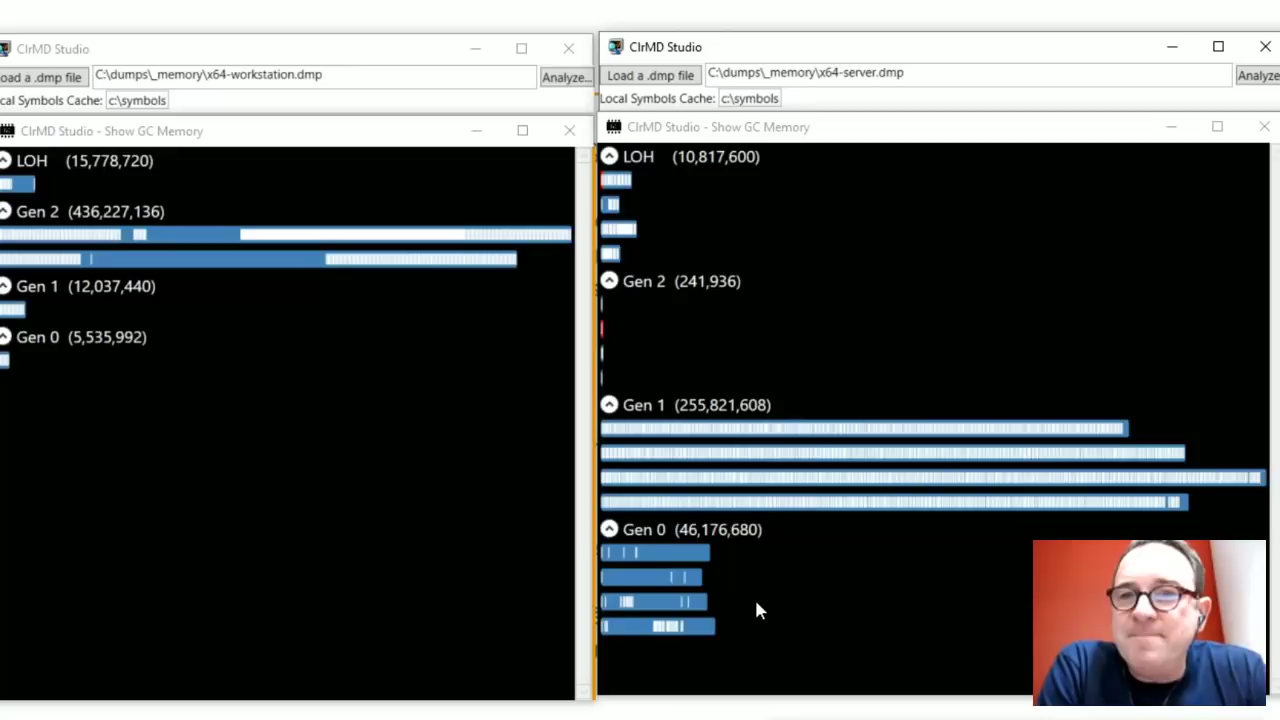 ClrMD Studio
oad a .dmp file
C:\dumps\_memory\x64-workstation.dmp
Analyze...
cal Symbols Cache:
c:\symbols
ClrMD Studio - Show GC Memory
LOH (15,778,720)
Gen 2 (436,227,136)
Gen 1 (12,037,440)
Gen 0 (5,535,992)
ClrMD Studio
Load a .dmp file
C:\dumps\_memory\x64-server.dmp
Analyze
Local Symbols Cache:
c:\symbols
ClrMD Studio - Show GC Memory
LOH (10,817,600)
Gen 2 (241,936)
Gen 1 (255,821,608)
Gen 0 (46,176,680)